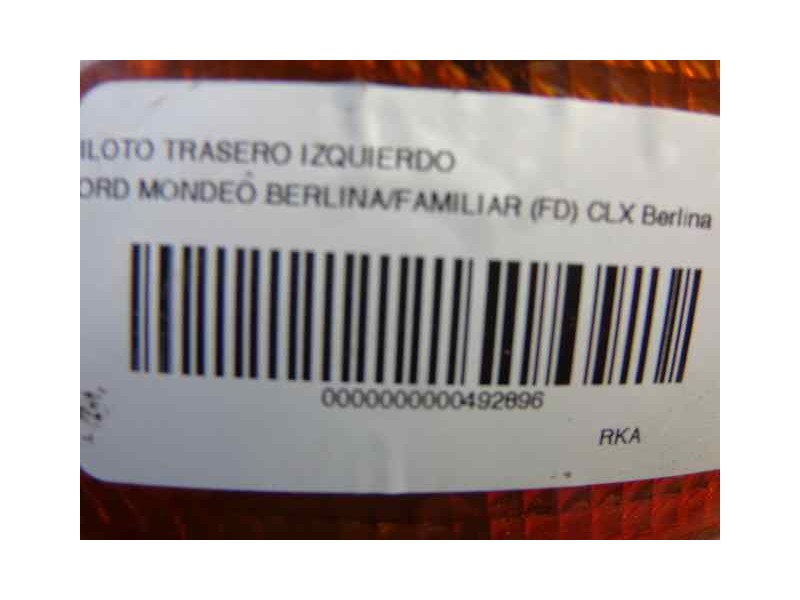 ILOTO TRASERO IZQUIERDO
ORD MONDEO BERLINA/FAMILIAR (FD) CLX Berlina
0000000000492896
RKA